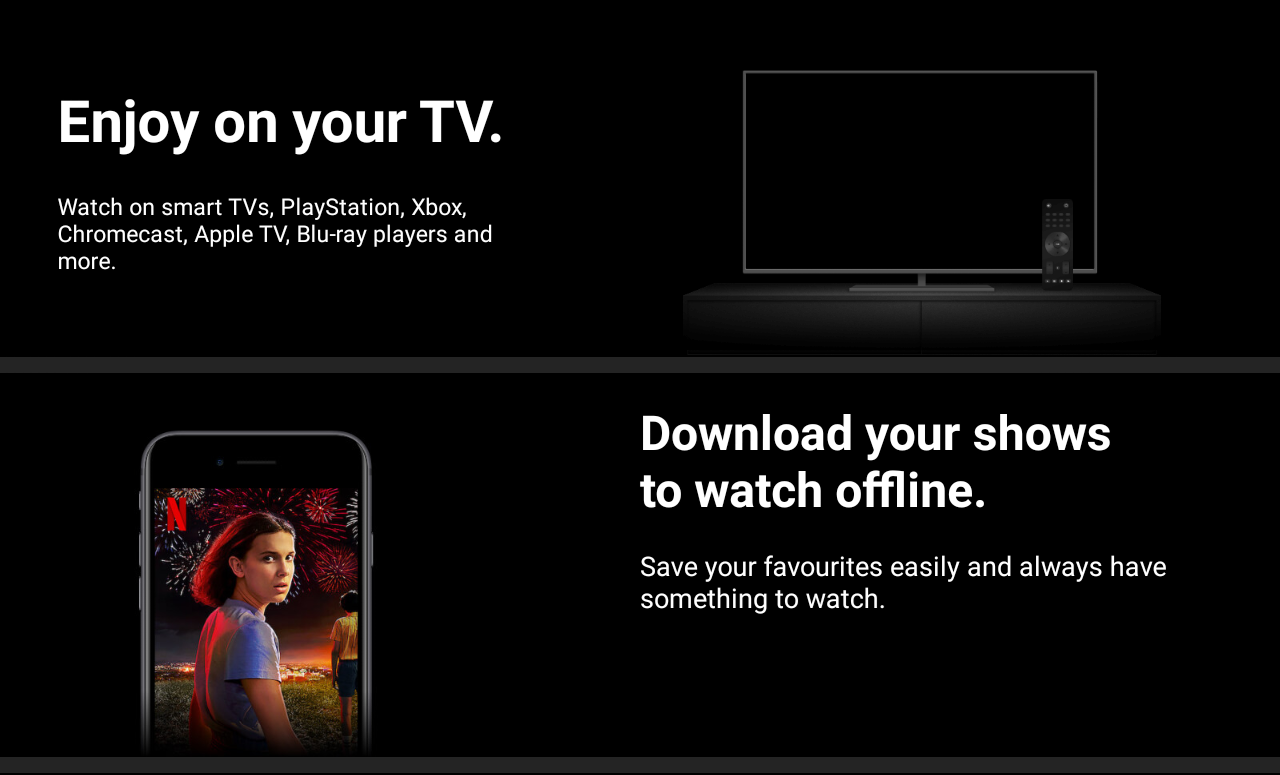 Enjoy on your TV.
Watch on smart TVs, PlayStation, Xbox,
Chromecast, Apple TV, Blu-ray players and
more.
N
Download your shows
to watch offline.
Save your favourites easily and always have
something to watch.